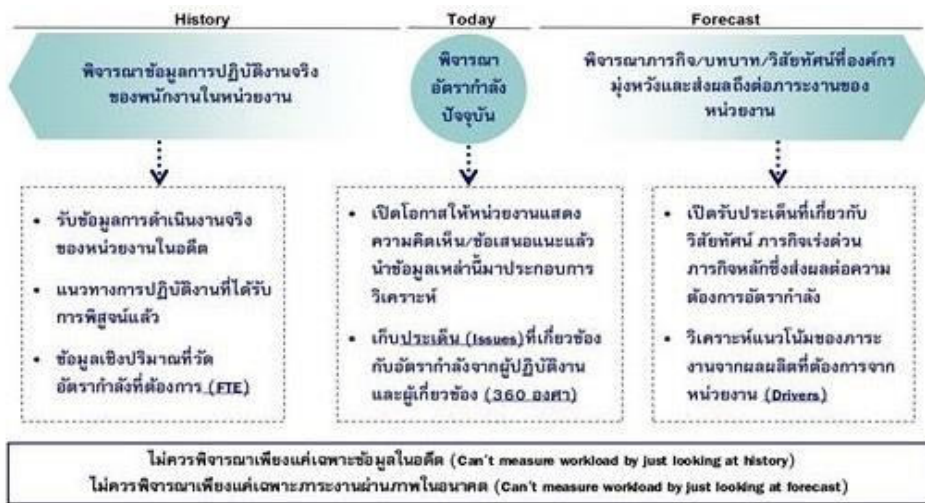 History
Today
Forecast
พิจารณาข้อมูลการปฏิบัติงานจริง
ของพนักงานในหน่วยงาน
พิจารณา
อัตรากำลัง
ปัจจุบัน
พิจารณาภารกิจ/บทบาท/วิสัยทัศน์ที่องค์กร
มุ่งหวังและส่งผลถึงต่อภาระงานของ
หน่วยงาน
• รับข้อมูลการดำเนินงานจริง
ของหน่วยงานในอดีต
• แนวทางการปฏิบัติงานที่ได้รับ
การพิสูจน์แล้ว
• ข้อมูลเชิงปริมาณที่วัด
อัตรากำลังที่ต้องการ (FTE)
• เปิดโอกาสให้หน่วยงานแสดง
ความคิดเห็น/ข้อเสนอแนะแล้ว
นำข้อมูลเหล่านี้มาประกอบการ
วิเคราะห์
• เก็บประเด็น (Issues)ที่เกี่ยวข้อง
กับอัตรากำลังจากผู้ปฏิบัติงาน
และผู้เกี่ยวข้อง (360 องศา)
• เปิดรับประเด็นที่เกี่ยวกับ
วิสัยทัศน์ ภารกิจเร่งด่วน
ภารกิจหลักซึ่งส่งผลต่อความ
ต้องการอัตรากำลัง
• วิเคราะห์แนวโน้มของภาระ
งานจากผลผลิตที่ต้องการจาก
หน่วยงาน (Drivers)
ไม่ควรพิจารณาเพียงแค่เฉพาะข้อมูลในอดีต (Can't measure workload by just looking at history)
ไม่ควรพิจารณาเพียงแค่เฉพาะภาระงานผ่านภาพในอนาคต (Can't measure workload by just looking at forecast)